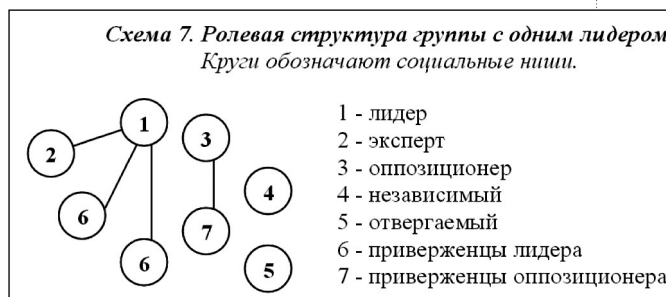 Схема 7. Ролевая структура группы с одним лидером
Круги обозначают социальные ниши.
1 - лидер
2 - эксперт
3 - оппозиционер
4 - независимый
5 - отвергаемый
6 - приверженцы лидера
7 - приверженцы оппозиционера
1
3
2
4
6
7
6
5